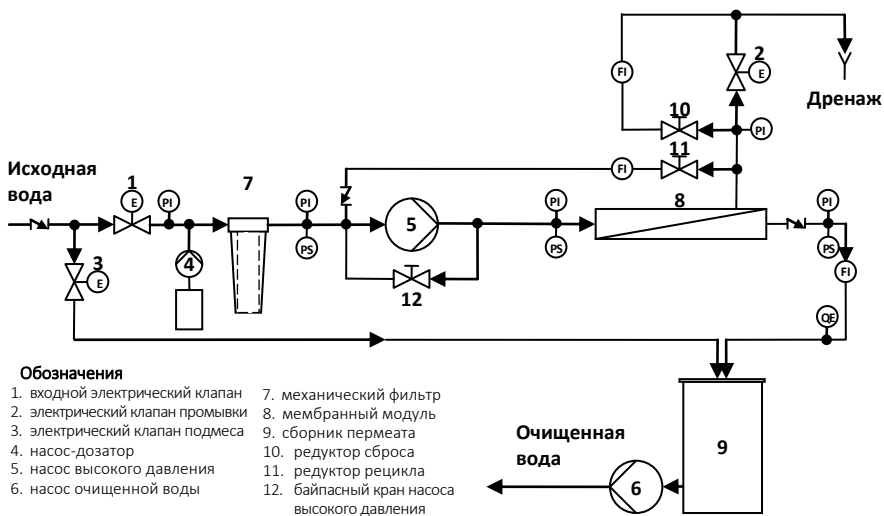 2
E
FI
Дренаж
10
PI
11
FI
Исходная
вода
1
E
PI
7
PI
PS
5
PI
PS
8
PI
PS
3
E
4
12
FI
QE
Обозначения
1. входной электрический клапан
2. электрический клапан промывки
3. электрический клапан подмеса
4. насос-дозатор
5. насос высокого давления
6. насос очищенной воды
7. механический фильтр
8. мембранный модуль
9. сборник пермеата
10. редуктор сброса
11. редуктор рецикла
12. байпасный кран насоса
высокого давления
Очищенная
вода
6
9